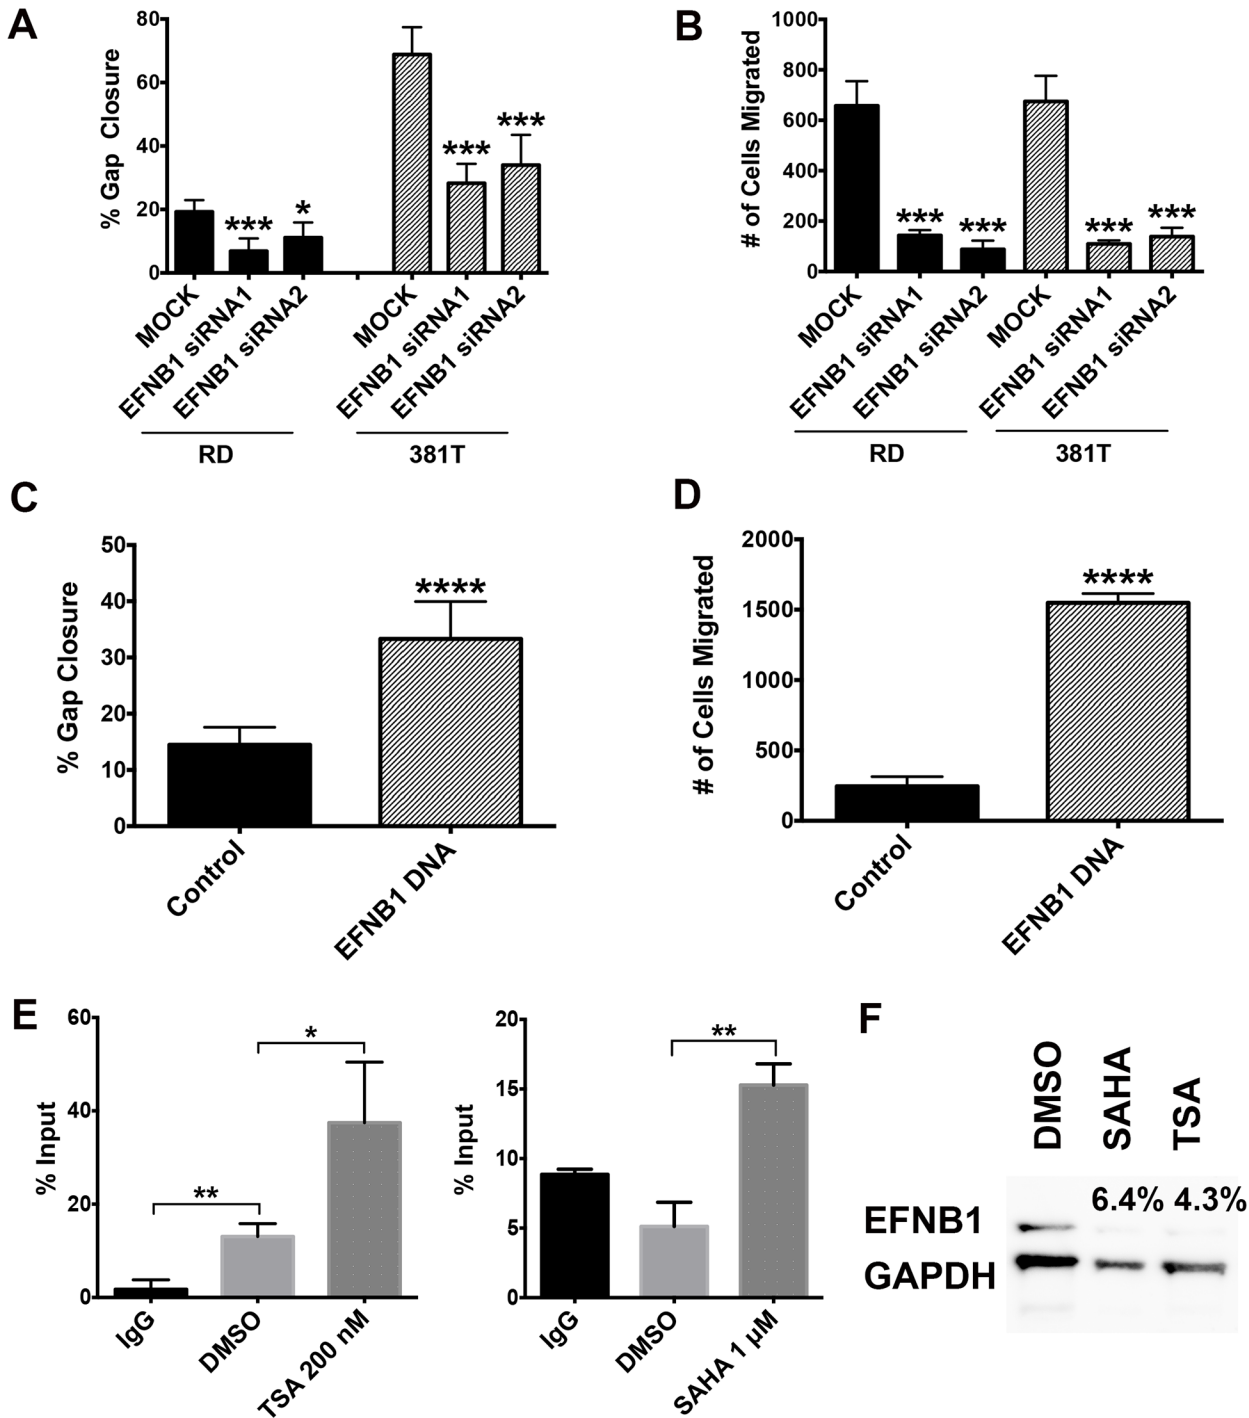 A
% Gap Closure
80
60
40
20
0
***
*
***
***
MOCK
EFNB1 siRNA1
EFNB1 siRNA2
MOCK
EFNB1 siRNA1
EFNB1 siRNA2
RD
381T
B
# of Cells Migrated
1000
800
600
400
200
0
***
***
***
***
MOCK
EFNB1 siRNA1
EFNB1 siRNA2
MOCK
EFNB1 siRNA1
EFNB1 siRNA2
RD
381T
C
% Gap Closure
50
40
30
20
10
0
****
Control
EFNB1 DNA
D
# of Cells Migrated
2000
1500
1000
500
0
****
Control
EFNB1 DNA
E
% Input
60
40
20
0
**
*
IgG
DMSO
TSA 200 nM
% Input
20
15
10
5
0
**
IgG
DMSO
SAHA 1 µM
F
DMSO
SAHA
TSA
6.4% 4.3%
EFNB1
GAPDH